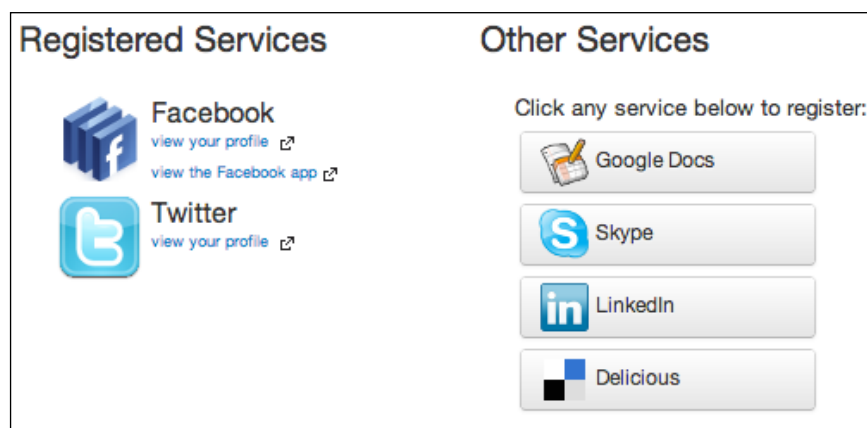 Registered Services
Facebook
view your profile
view the Facebook app
Twitter
view your profile
Other Services
Click any service below to register:
Google Docs
Skype
LinkedIn
Delicious